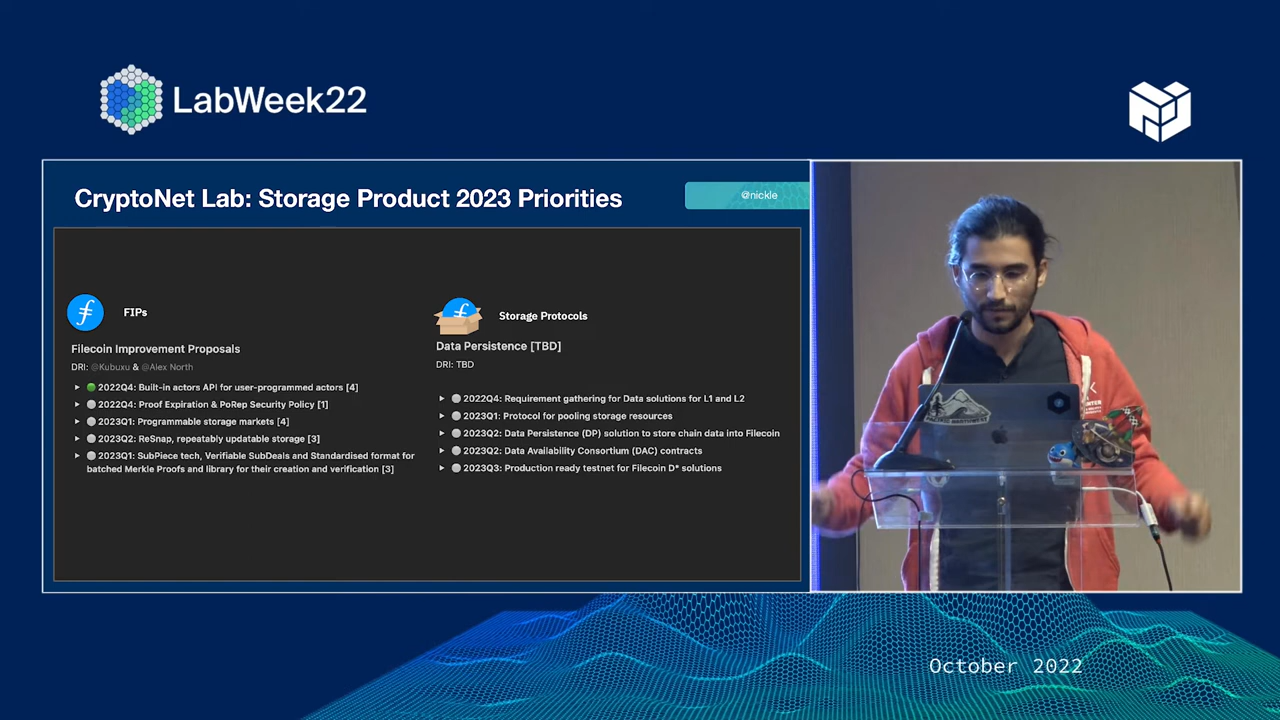 LabWeek22
CryptoNet Lab: Storage Product 2023 Priorities
@nickle
FIPs
Filecoin Improvement Proposals
DRI: @Kubuxu & @Alex North
2022Q4: Built-in actors API for user-programmed actors [4]
2022Q4: Proof Expiration & PoRep Security Policy [1]
2023Q1: Programmable storage markets [4]
2023Q2: ReSnap, repeatably updatable storage [3]
2023Q1: SubPiece tech, Verifiable SubDeals and Standardised format for
batched Merkle Proofs and library for their creation and verification [3]
Storage Protocols
Data Persistence [TBD]
DRI: TBD
2022Q4: Requirement gathering for Data solutions for L1 and L2
2023Q1: Protocol for pooling storage resources
2023Q2: Data Persistence (DP) solution to store chain data into Filecoin
2023Q2: Data Availability Consortium (DAC) contracts
2023Q3: Production ready testnet for Filecoin D* solutions
October 2022